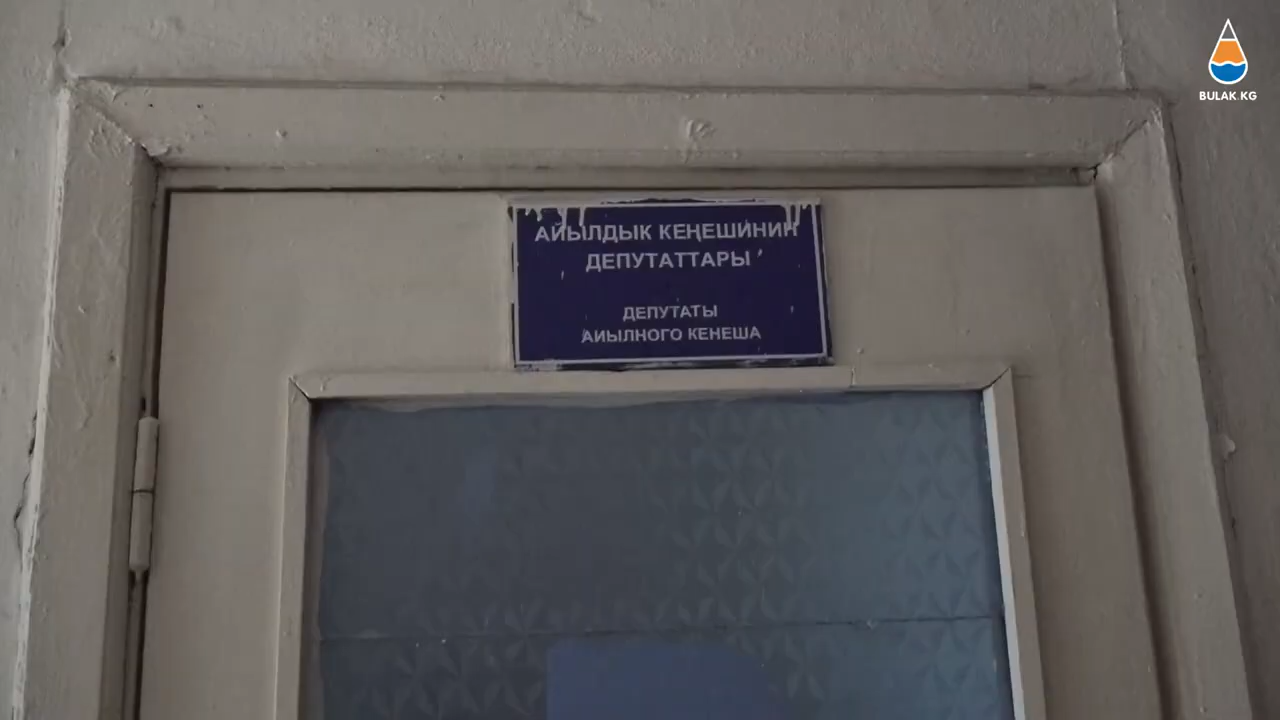 АЙЫЛДЫК КЕҢЕШИНИН
ДЕПУТАТТАРЫ
ДЕПУТАТЫ
АЙЫЛНОГО КЕНЕША
BULAK.KG